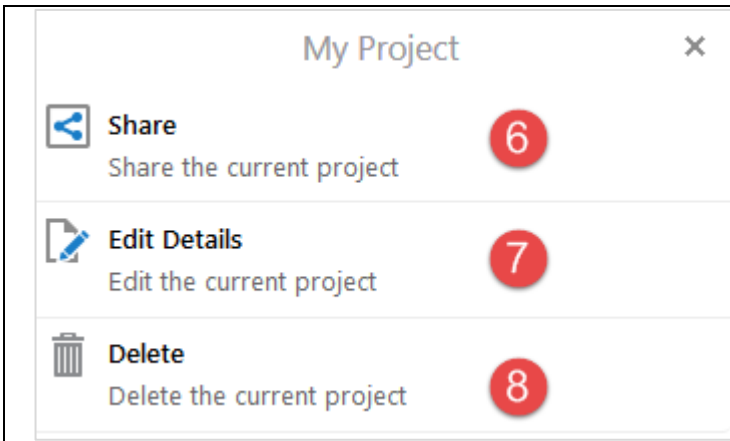 My Project ×
Share
Share the current project
6
Edit Details
Edit the current project
7
Delete
Delete the current project
8